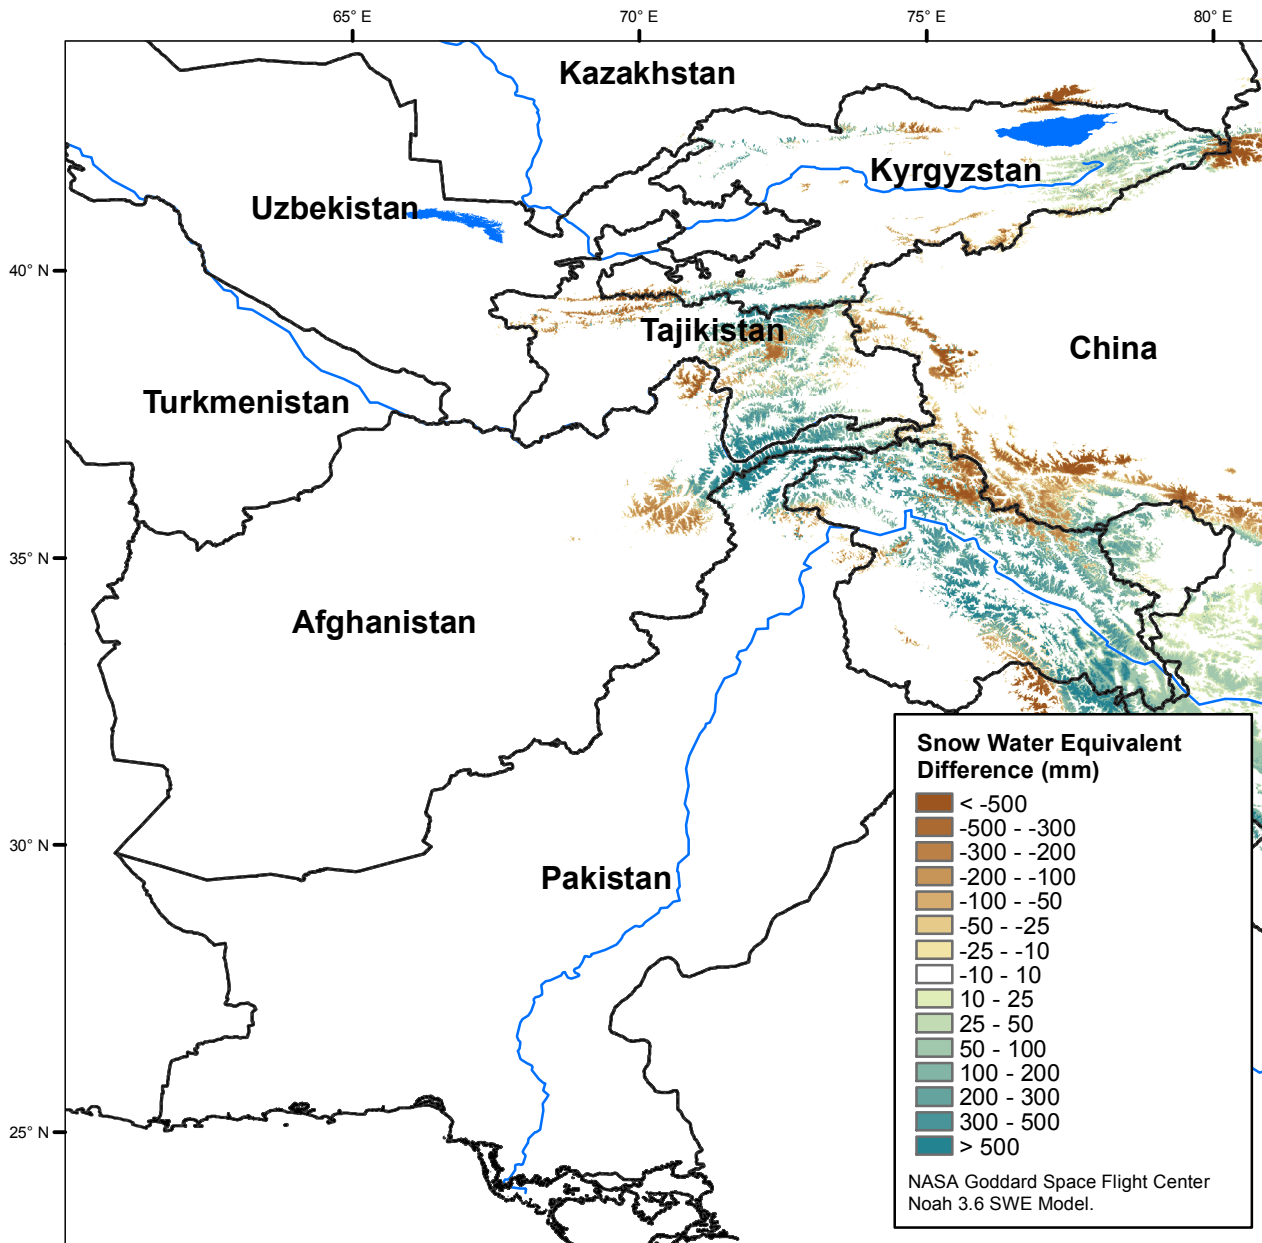 65° E
70° E
75° E
80° E
Kazakhstan
Kyrgyzstan
Uzbekistan
40° N
Tajikistan
China
Turkmenistan
35° N
Afghanistan
30° N
Pakistan
25° N
Snow Water Equivalent
Difference (mm)
< -500
-500 - -300
-300 - -200
-200 - -100
-100 - -50
-50 - -25
-25 - -10
-10 - 10
10 - 25
25 - 50
50 - 100
100 - 200
200 - 300
300 - 500
> 500
NASA Goddard Space Flight Center
Noah 3.6 SWE Model.